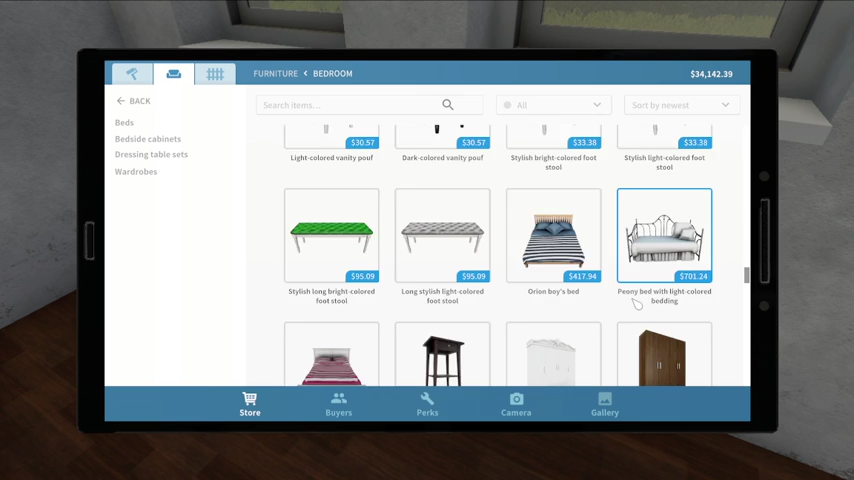 FURNITURE < BEDROOM
$34,142.39
BACK
Search items...
All
Sort by newest
Beds
Bedside cabinets
Dressing table sets
Wardrobes
$30.57
$30.57
$33.38
$33.38
Light-colored vanity pouf
Dark-colored vanity pouf
Stylish bright-colored foot
stool
Stylish light-colored foot
stool
$95.09
$95.09
$417.94
$701.24
Stylish long bright-colored
foot stool
Long stylish light-colored
foot stool
Orion boy's bed
Peony bed with light-colored
bedding
Store
Buyers
Perks
Camera
Gallery